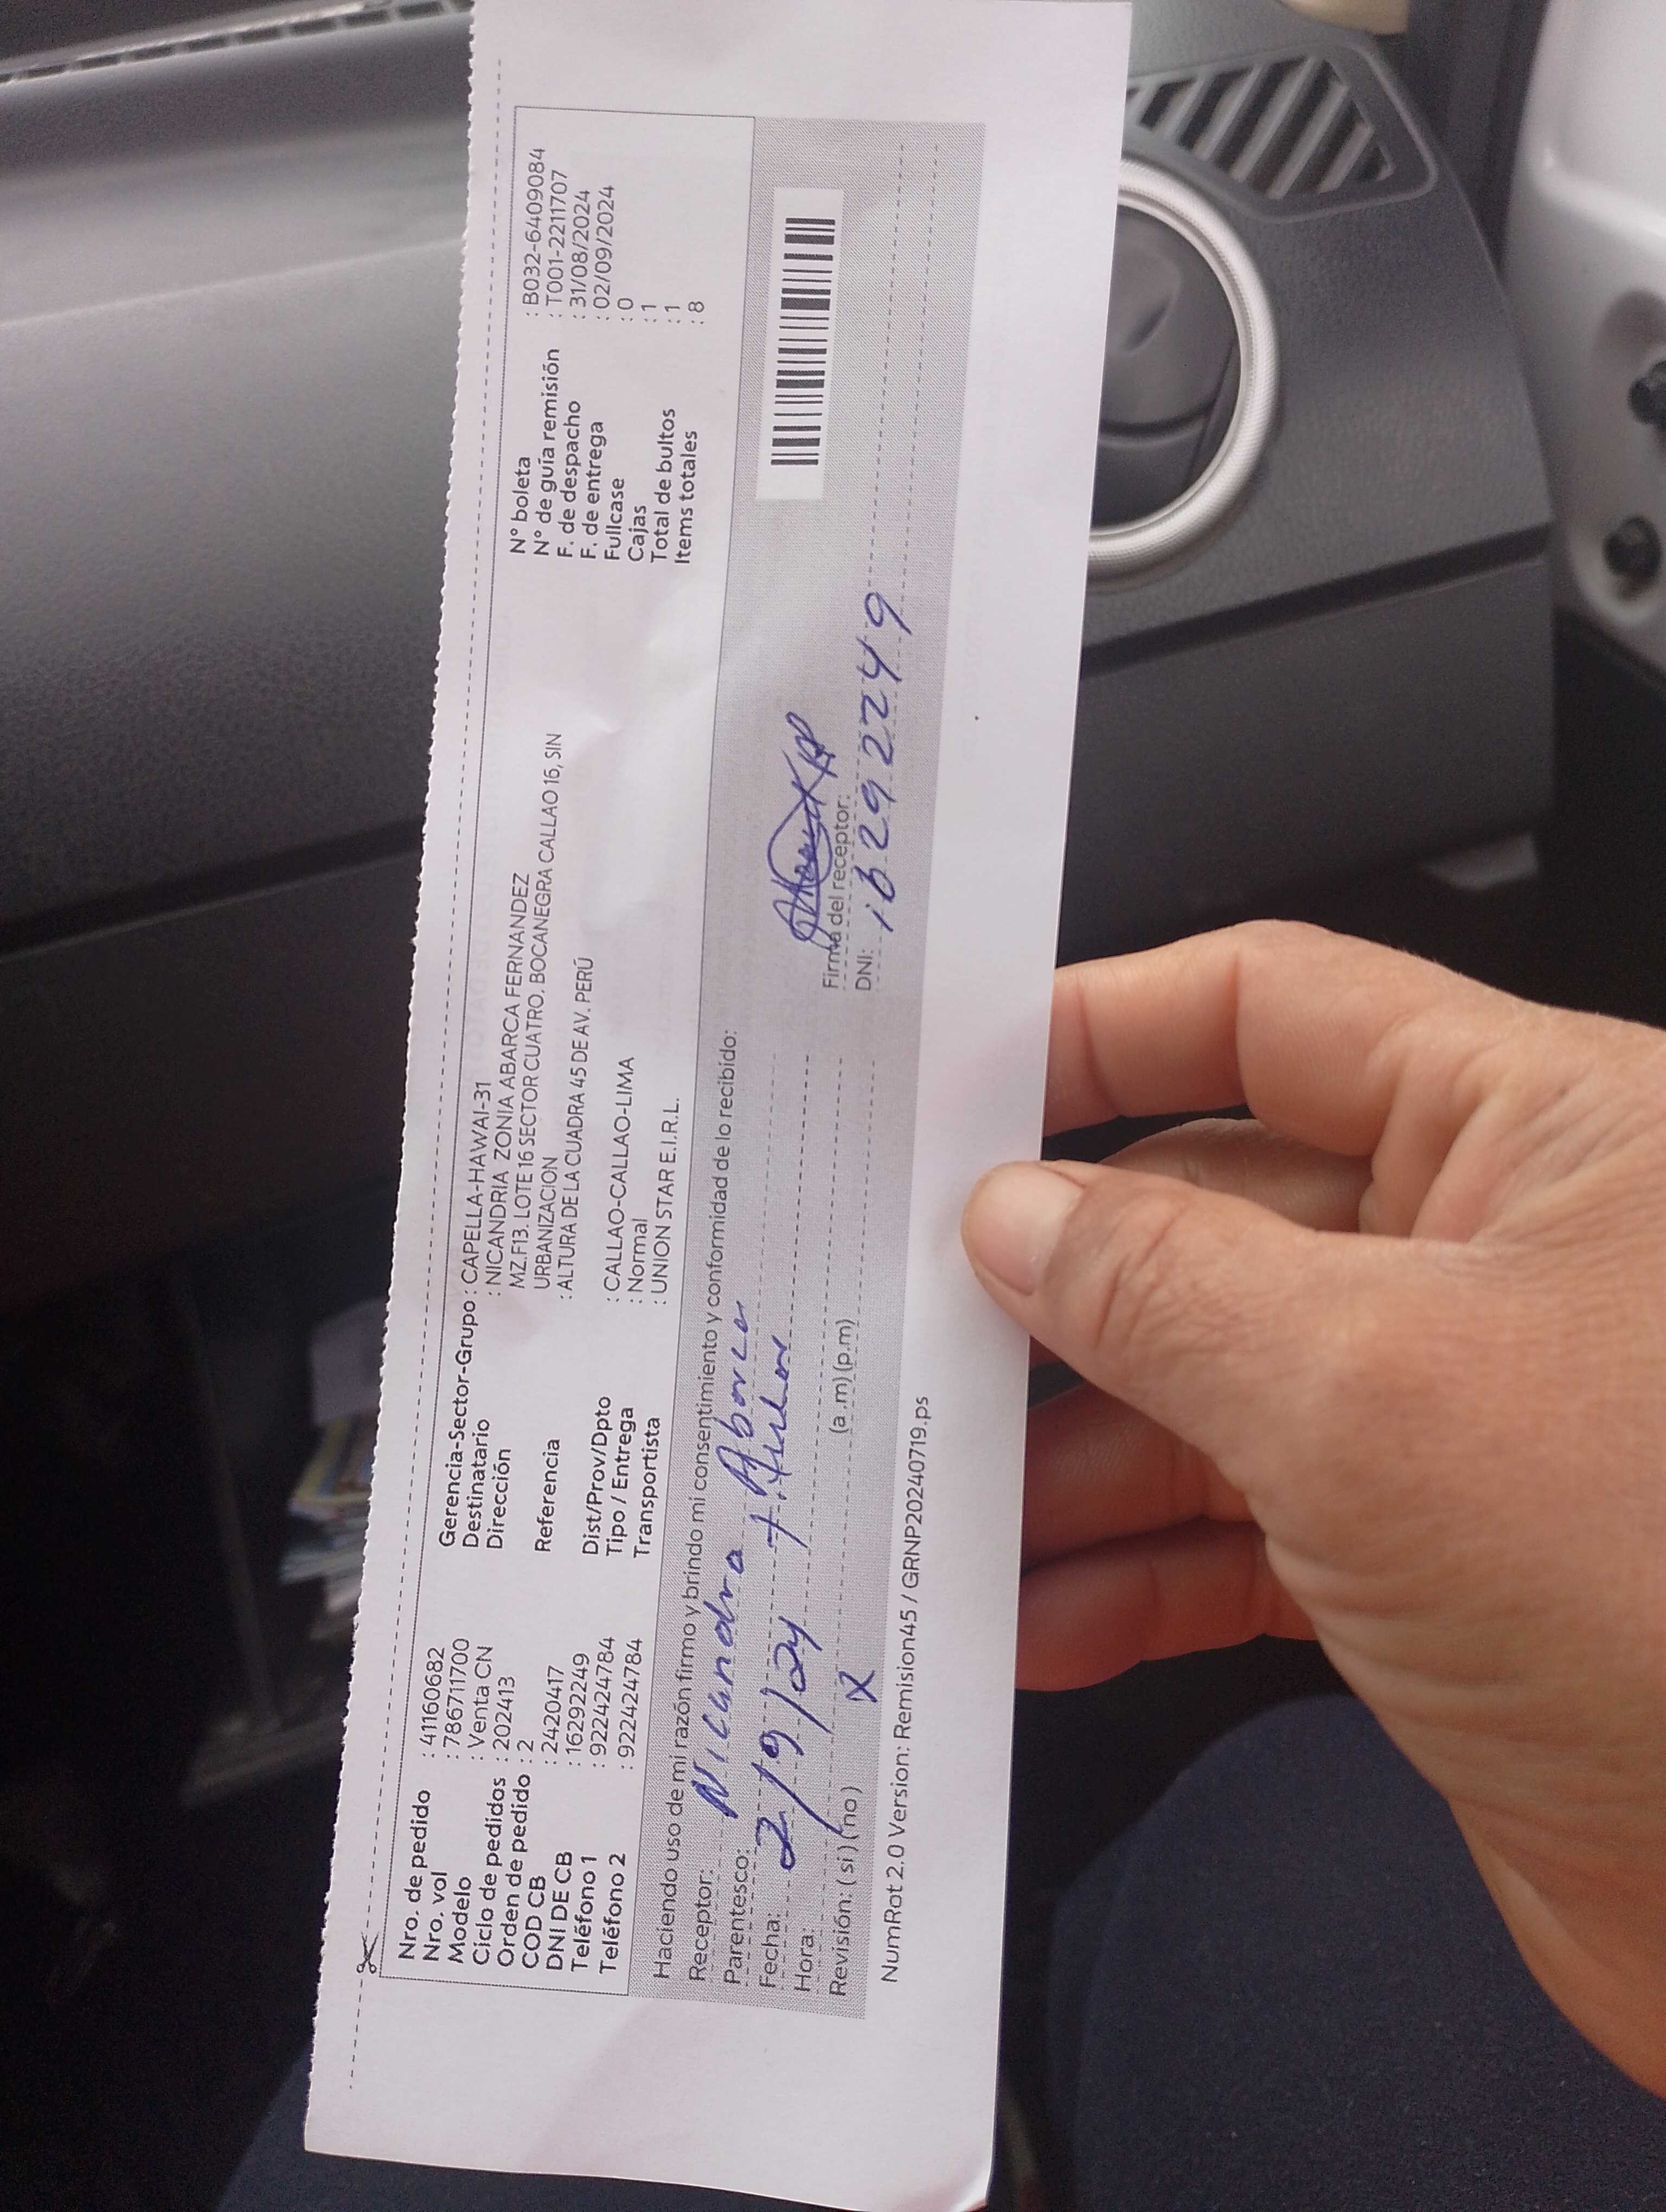 Nro. de pedido : 41160682
Nro. vol : 7867111700
Modelo : Venta CN
Ciclo de pedidos : 202413
Orden de pedido : 2
COD CB : 2420417
DNI DE CB : 16292249
Teléfono 1 : 922424784
Teléfono 2 : 922424784
Gerencia-Sector-Grupo : CAPELLA-HAWAI-31
Destinatario : NICANDRIA ZONIA ABARCA FERNANDEZ
Dirección MZ.F13. LOTE 16 SECTOR CUATRO, BOCANEGRA CALLAO 16, SIN
URBANIZACION
Referencia : ALTURA DE LA CUADRA 45 DE AV. PERÚ
Dist/Prov/Dpto : CALLAO-CALLAO-LIMA
Tipo / Entrega : Normal
Transportista : UNION STAR E.I.R.L.
N° boleta : B032-6409084
N° de guía remisión : T001-2211707
F. de despacho : 31/08/2024
F. de entrega : 02/09/2024
Fullcase : 0
Cajas : 1
Total de bultos : 1
Items totales : 8
Haciendo uso de mi razón firmo y brindo mi consentimiento y conformidad de lo recibido:
Receptor: Nicandra Abarca
Parentesco:
Fecha: 2/9/24
Hora: (a.m)(p.m)
Revisión: (si) (no) X
Firma del receptor:
DNI: 16292249
NumRot 2.0 Version: Remision45 / GRNP20240719.ps